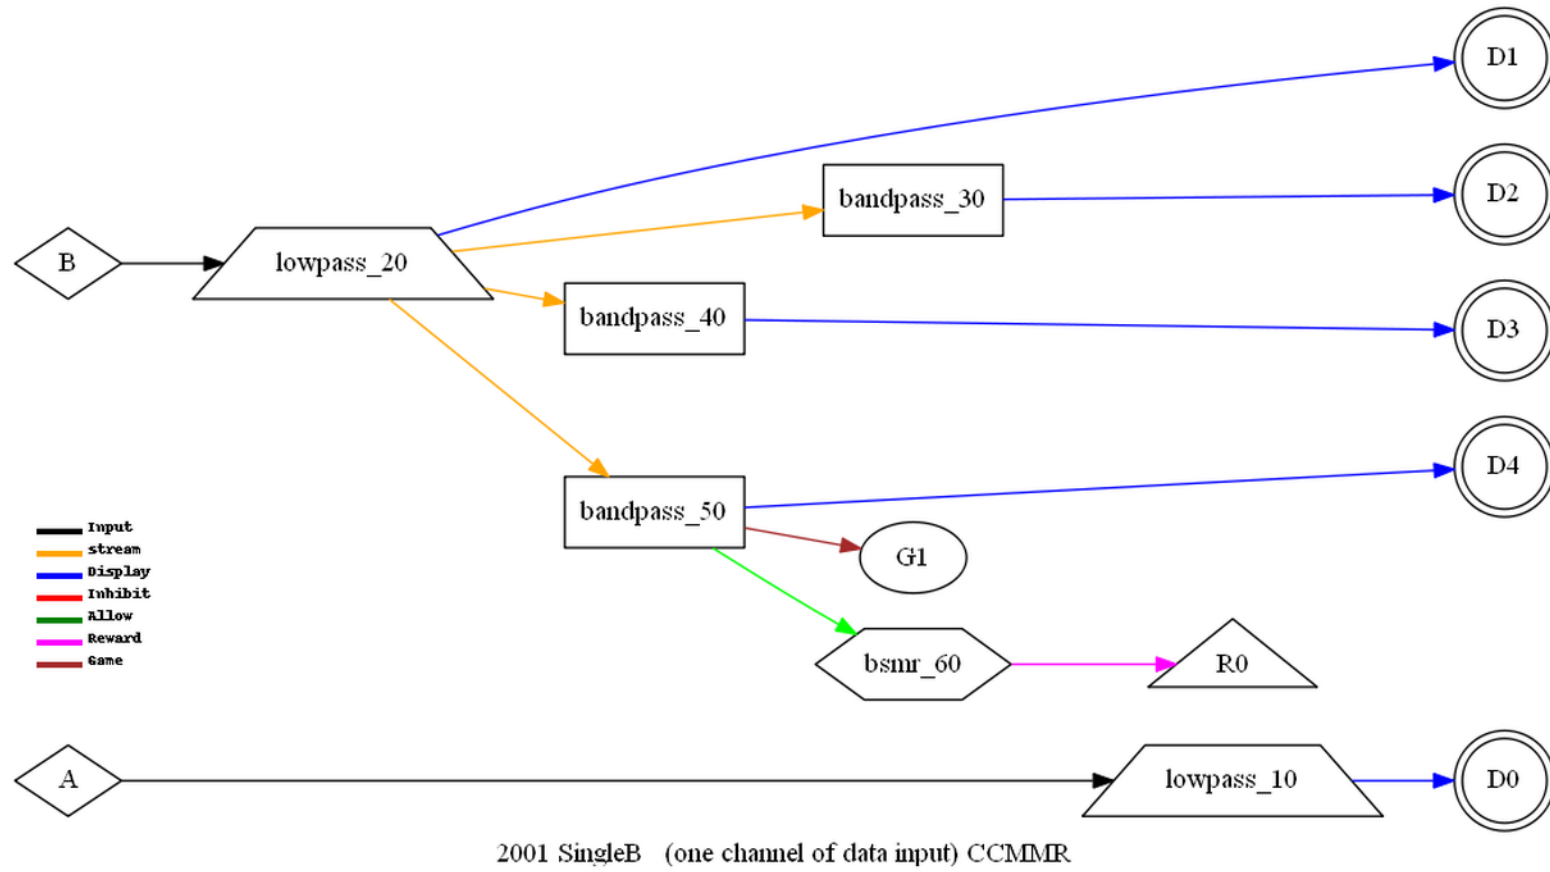 D1
bandpass_30
D2
B
lowpass_20
bandpass_40
D3
D4
bandpass_50
Input
stream
Display
Inhibit
Allow
Reward
Game
G1
bsmr_60
R0
A
lowpass_10
D0
2001 SingleB (one channel of data input) CCMMR